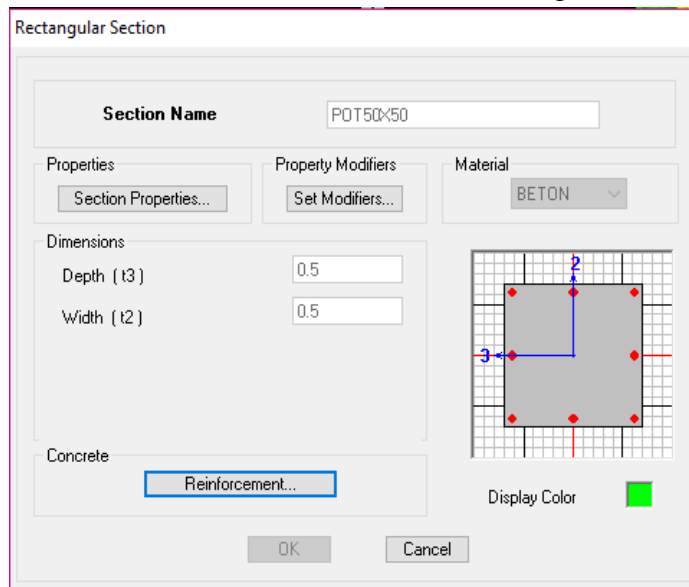 Rectangular Section
Section Name POT50X50
Properties Property Modifiers Material
Section Properties... Set Modifiers... BETON
Dimensions
Depth ( t3 ) 0.5
Width ( t2 ) 0.5
2
3
Concrete
Reinforcement...
Display Color
OK Cancel